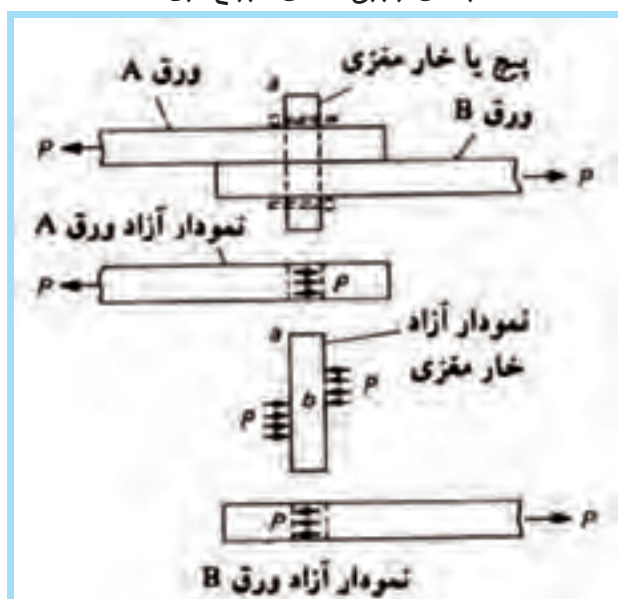 پیچ یا خار مغزی
ورق A
a
ورق B
P
P
نمودار آزاد ورق A
P
P
a
نمودار آزاد
خار مغزی
b
P
P
P
P
نمودار آزاد ورق B